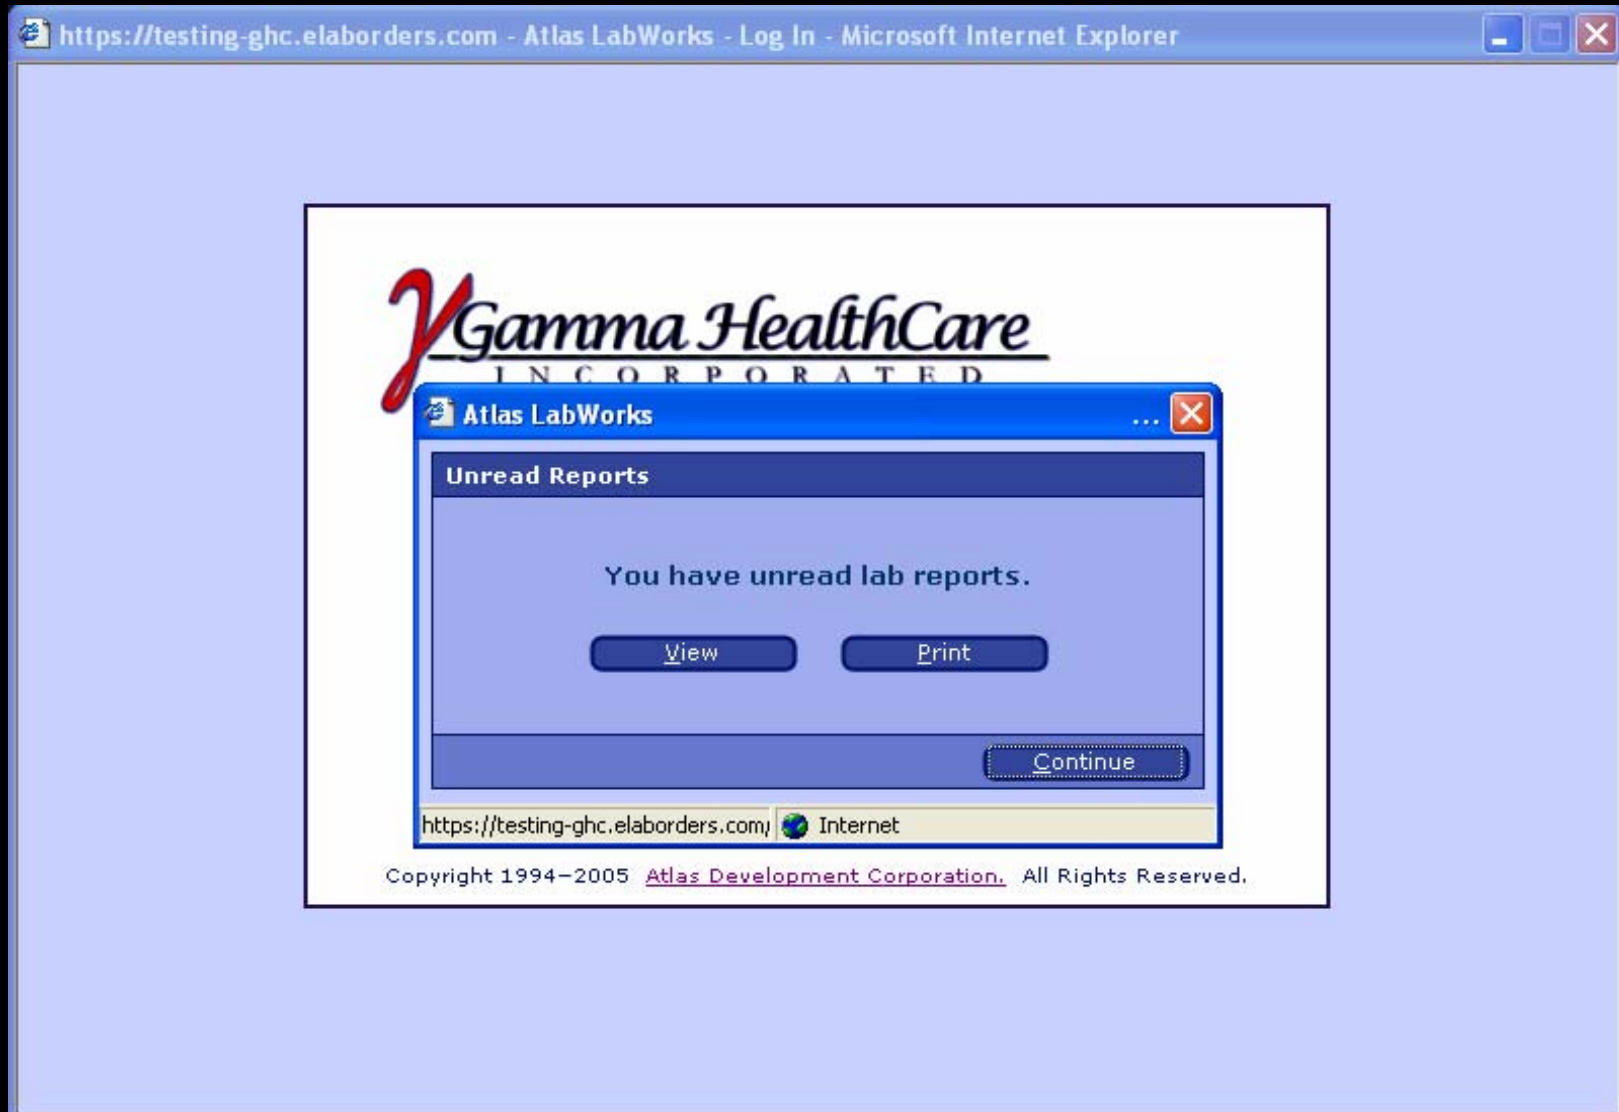 https://testing-ghc.elaborders.com - Atlas LabWorks - Log In - Microsoft Internet Explorer
γ Gamma HealthCare
INCORPORATED
Atlas LabWorks ...
Unread Reports
You have unread lab reports.
View Print
Continue
https://testing-ghc.elaborders.com/ Internet
Copyright 1994–2005 Atlas Development Corporation. All Rights Reserved.